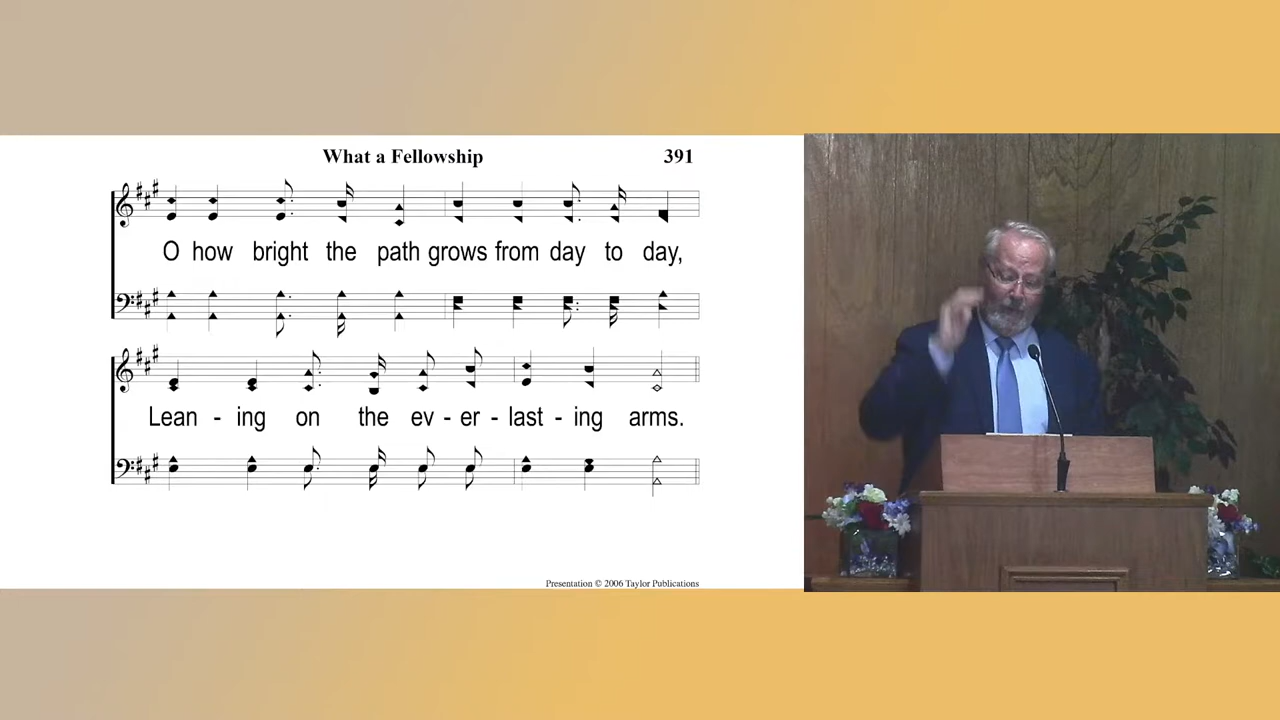 What a Fellowship 391
O how bright the path grows from day to day,
Lean - ing on the ev - er - last - ing arms.
Presentation © 2006 Taylor Publications